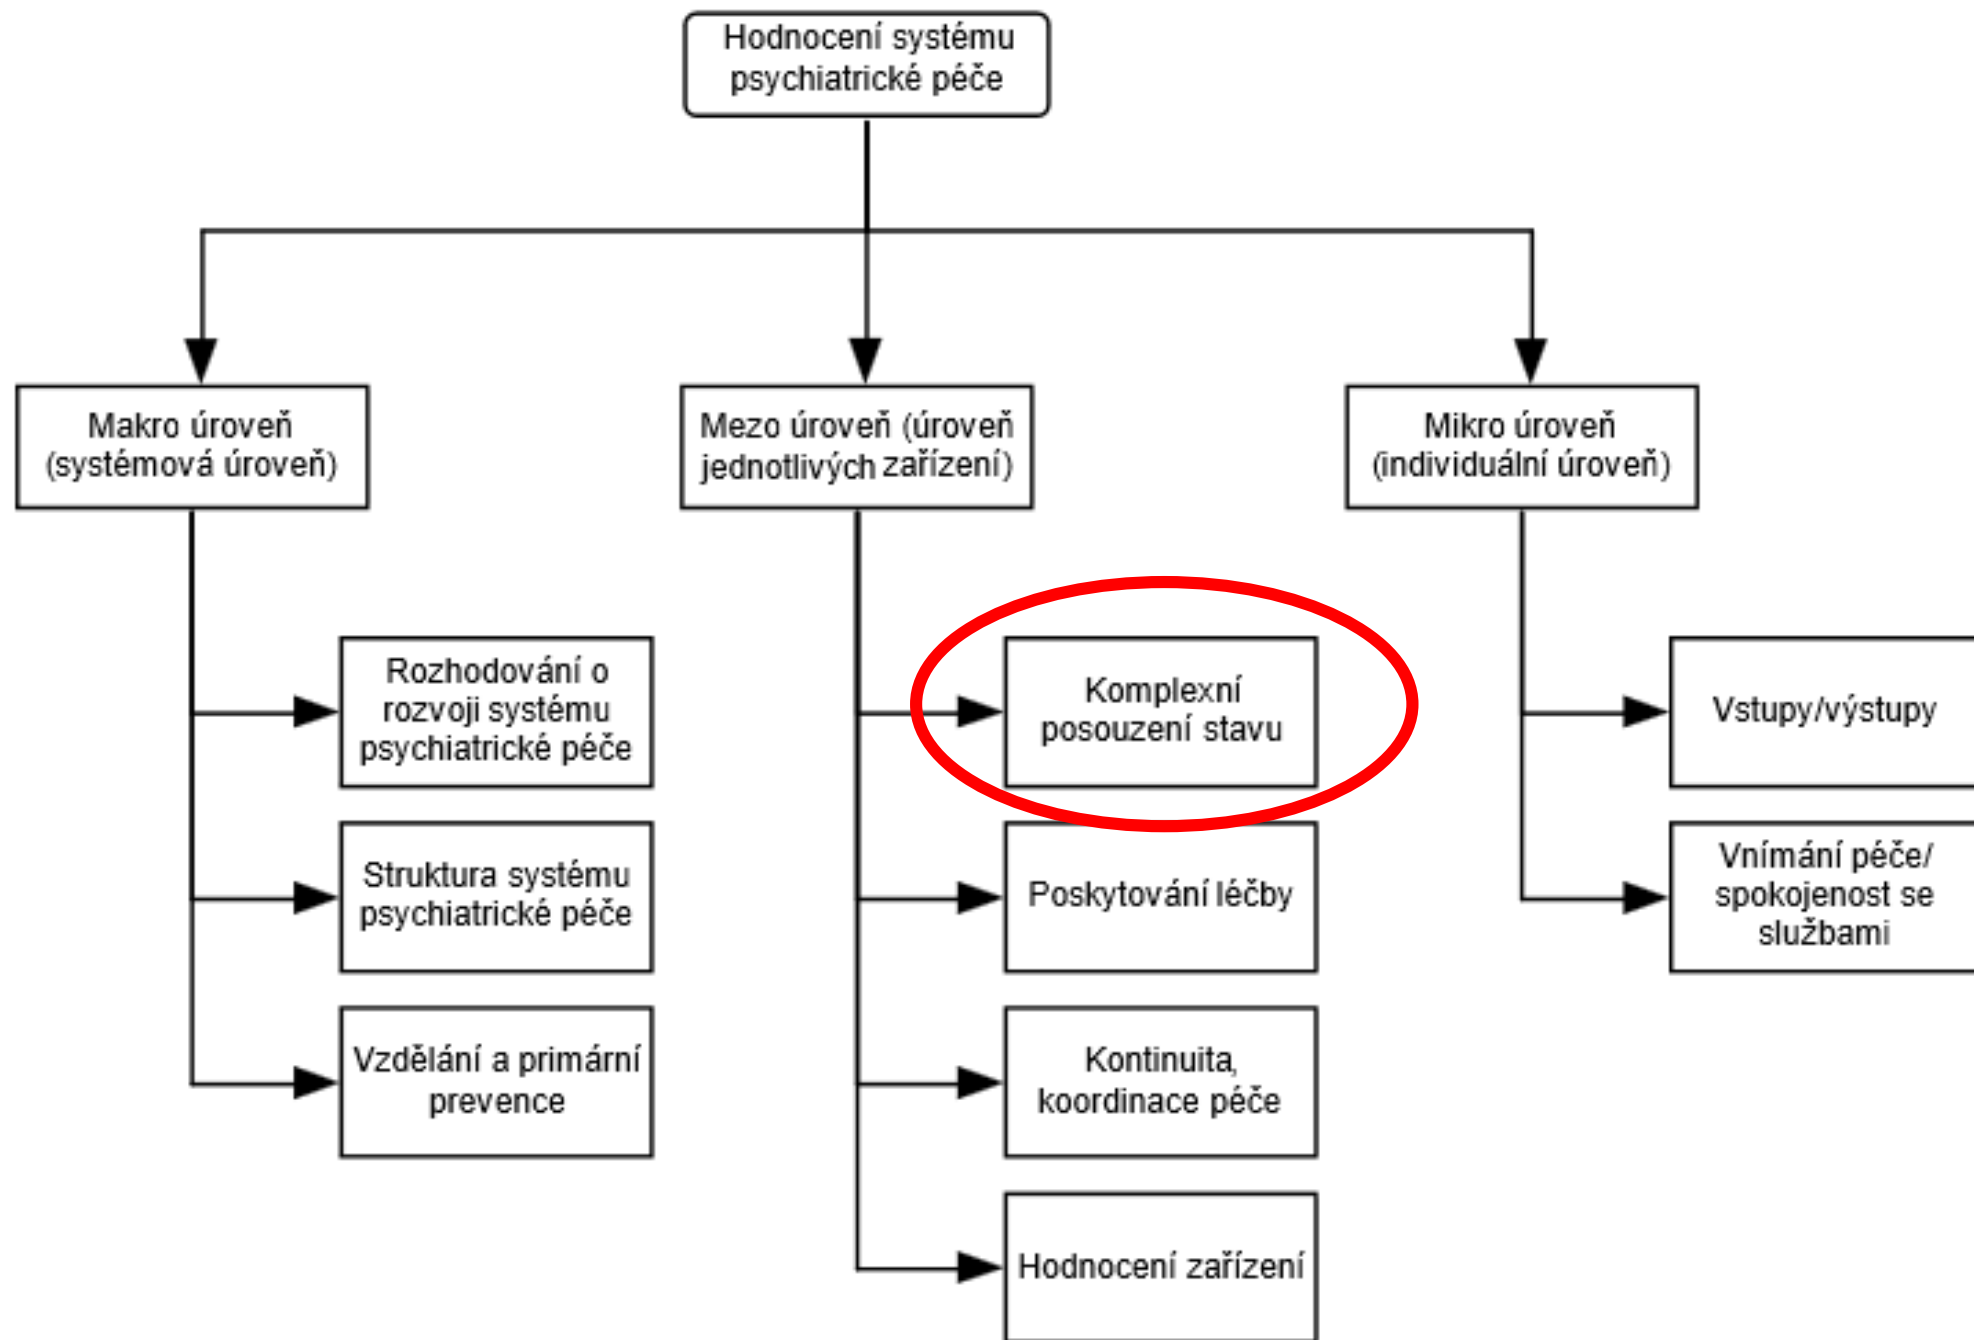 Hodnocení systému
psychiatrické péče
Makro úroveň
(systémová úroveň)
Mezo úroveň (úroveň
jednotlivých zařízení)
Mikro úroveň
(individuální úroveň)
Rozhodování o
rozvoji systému
psychiatrické péče
Struktura systému
psychiatrické péče
Vzdělání a primární
prevence
Komplexní
posouzení stavu
Poskytování léčby
Kontinuita,
koordinace péče
Hodnocení zařízení
Vstupy/výstupy
Vnímání péče/
spokojenost se
službami